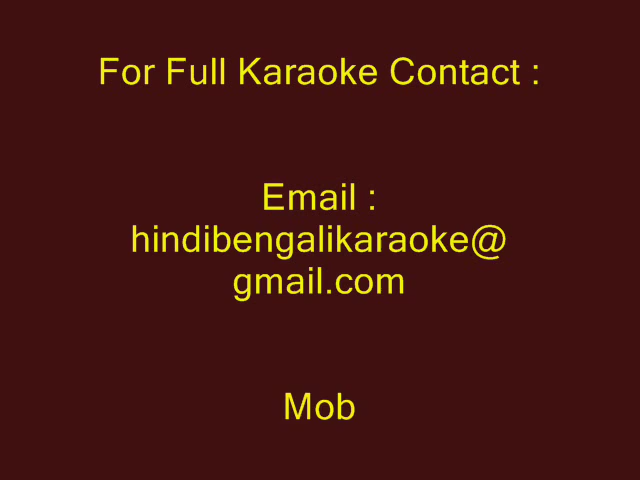 For Full Karaoke Contact :
Email :
hindibengalikaraoke@
gmail.com
Mob